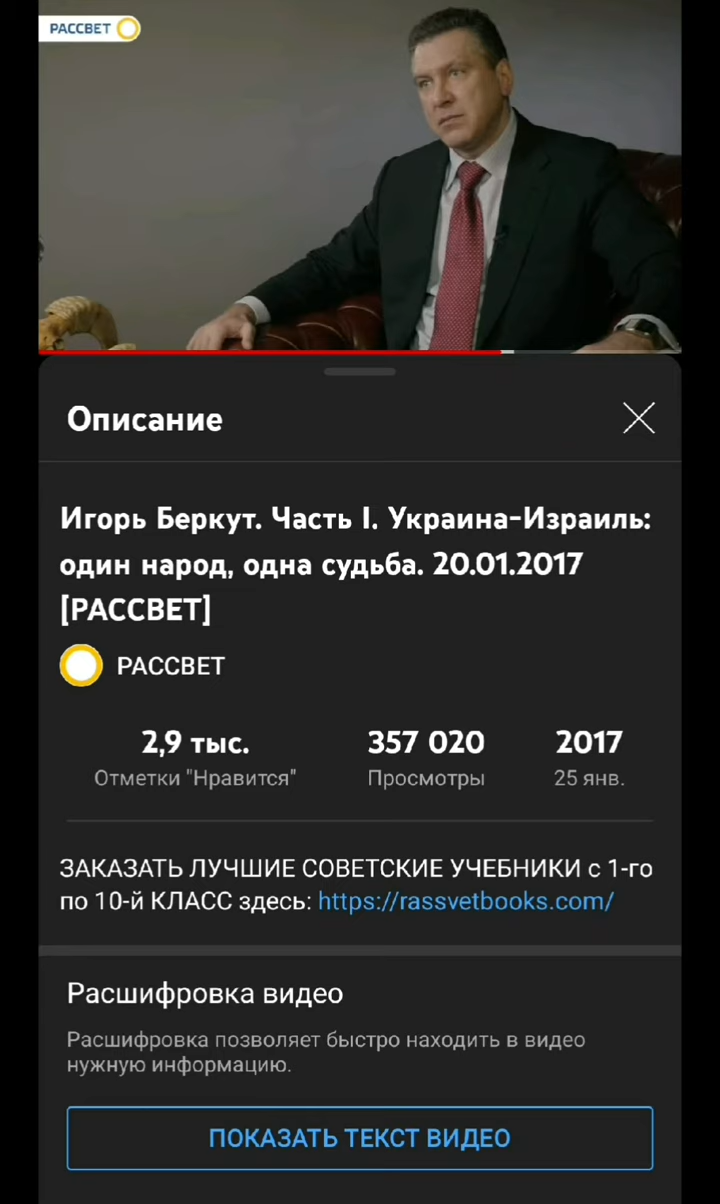 РАССВЕТ
Описание
Игорь Беркут. Часть I. Украина-Израиль:
один народ, одна судьба. 20.01.2017
[РАССВЕТ]
РАССВЕТ
2,9 тыс. 357 020 2017
Отметки "Нравится" Просмотры 25 янв.
ЗАКАЗАТЬ ЛУЧШИЕ СОВЕТСКИЕ УЧЕБНИКИ с 1-го
по 10-й КЛАСС здесь: https://rassvetbooks.com/
Расшифровка видео
Расшифровка позволяет быстро находить в видео
нужную информацию.
ПОКАЗАТЬ ТЕКСТ ВИДЕО